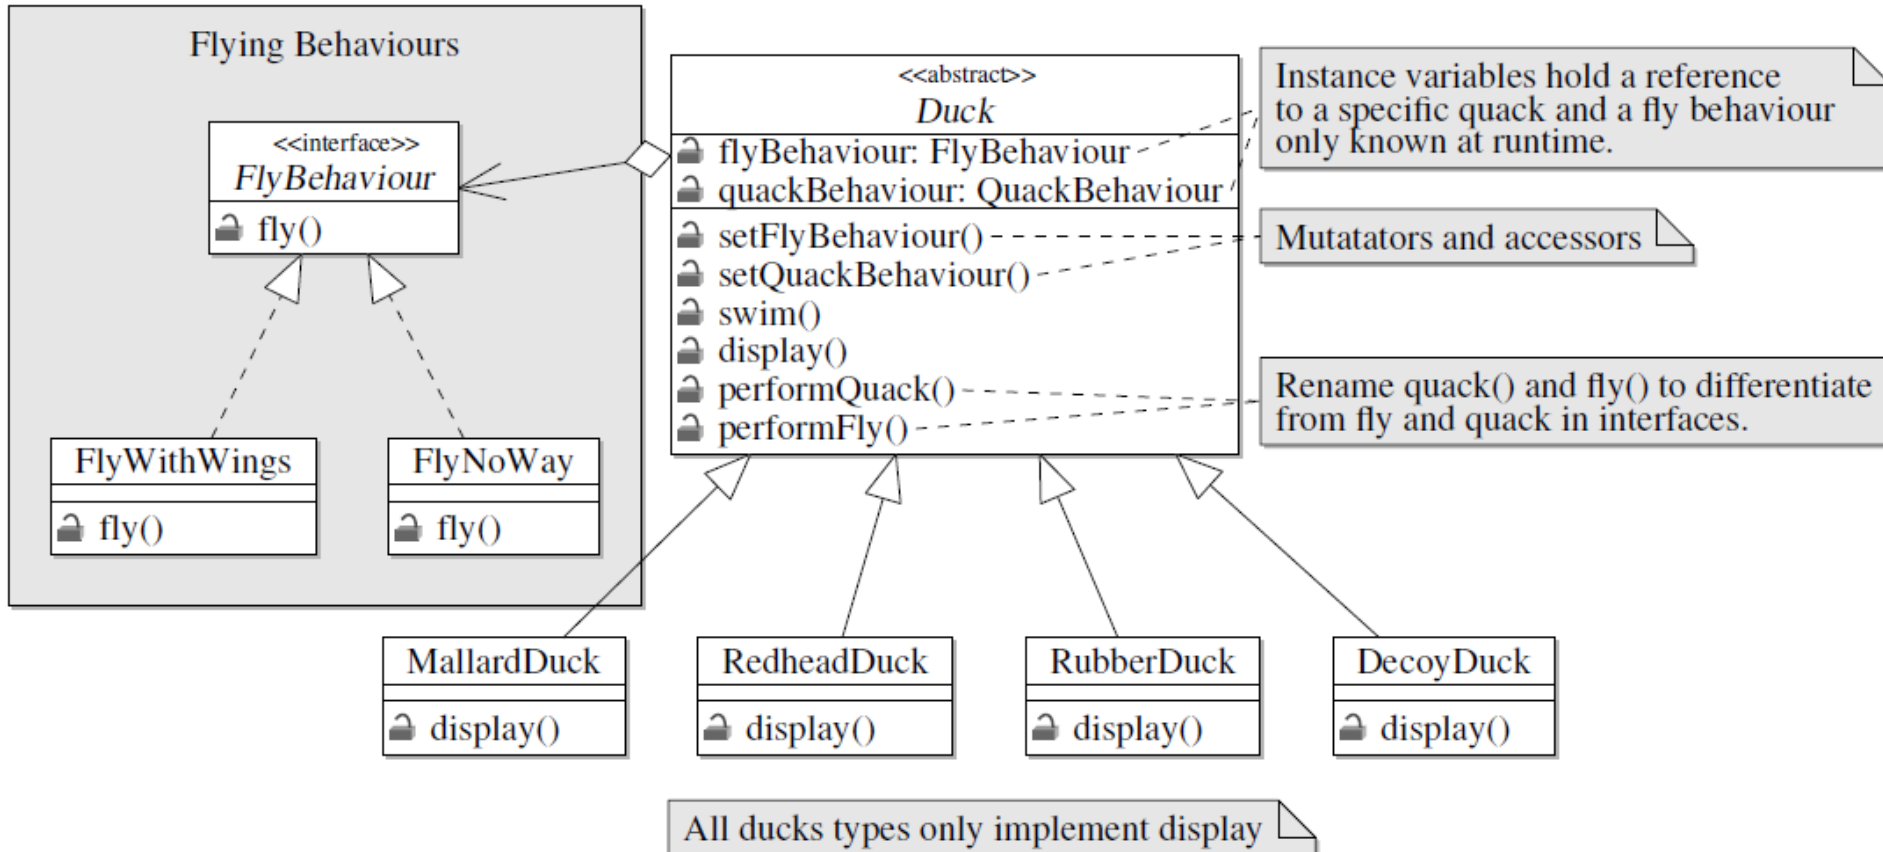 Flying Behaviours
<<interface>>
FlyBehaviour
fly()
FlyWithWings
fly()
FlyNoWay
fly()
<<abstract>>
Duck
flyBehaviour: FlyBehaviour
quackBehaviour: QuackBehaviour
setFlyBehaviour()
setQuackBehaviour()
swim()
display()
performQuack()
performFly()
Instance variables hold a reference
to a specific quack and a fly behaviour
only known at runtime.
Mutatators and accessors
Rename quack() and fly() to differentiate
from fly and quack in interfaces.
MallardDuck
display()
RedheadDuck
display()
RubberDuck
display()
DecoyDuck
display()
All ducks types only implement display